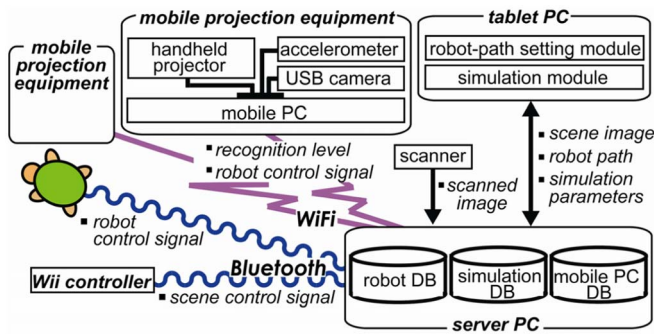 mobile
projection
equipment
mobile projection equipment
handheld
projector
accelerometer
USB camera
mobile PC
tablet PC
robot-path setting module
simulation module
▪ recognition level
▪ robot control signal
scanner
▪ scanned
image
▪ scene image
▪ robot path
▪ simulation
parameters
WiFi
▪ robot
control signal
Bluetooth
Wii controller
▪ scene control signal
robot DB
simulation
DB
mobile PC
DB
server PC